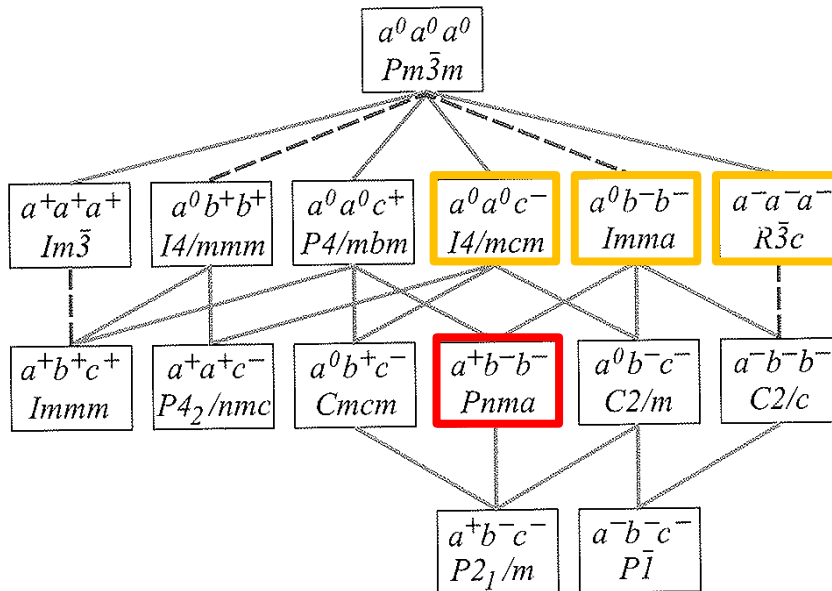 a⁰a⁰a⁰
Pm3̄m
a⁺a⁺a⁺
Im3̄
a⁰b⁺b⁺
I4/mmm
a⁰a⁰c⁺
P4/mbm
a⁰a⁰c⁻
I4/mcm
a⁰b⁻b⁻
Imma
a⁻a⁻a⁻
R3̄c
a⁺b⁺c⁺
Immm
a⁺a⁺c⁻
P4₂/nmc
a⁰b⁺c⁻
Cmcm
a⁺b⁻b⁻
Pnma
a⁰b⁻c⁻
C2/m
a⁻b⁻b⁻
C2/c
a⁺b⁻c⁻
P2₁/m
a⁻b⁻c⁻
P1̄